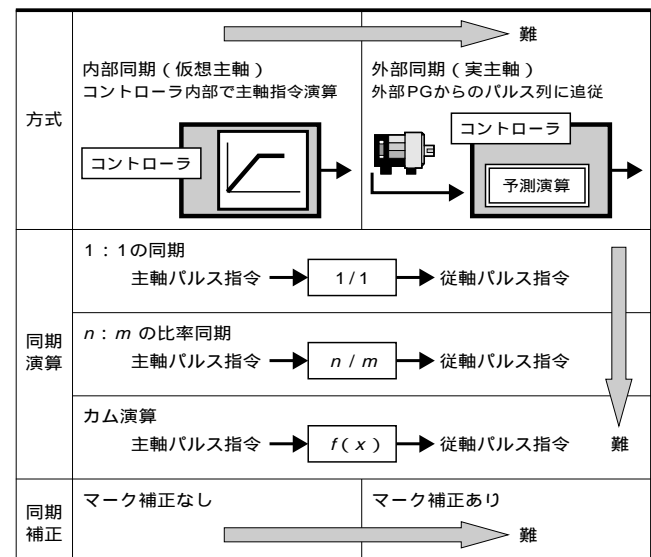 難
方式
内部同期(仮想主軸)
コントローラ内部で主軸指令演算
コントローラ
外部同期(実主軸)
外部PGからのパルス列に追従
コントローラ
予測演算
同期
演算
1:1の同期
主軸パルス指令 1/1 従軸パルス指令
n:m の比率同期
主軸パルス指令 n / m 従軸パルス指令
カム演算
主軸パルス指令 f(x) 従軸パルス指令 難
同期
補正
マーク補正なし
マーク補正あり
難